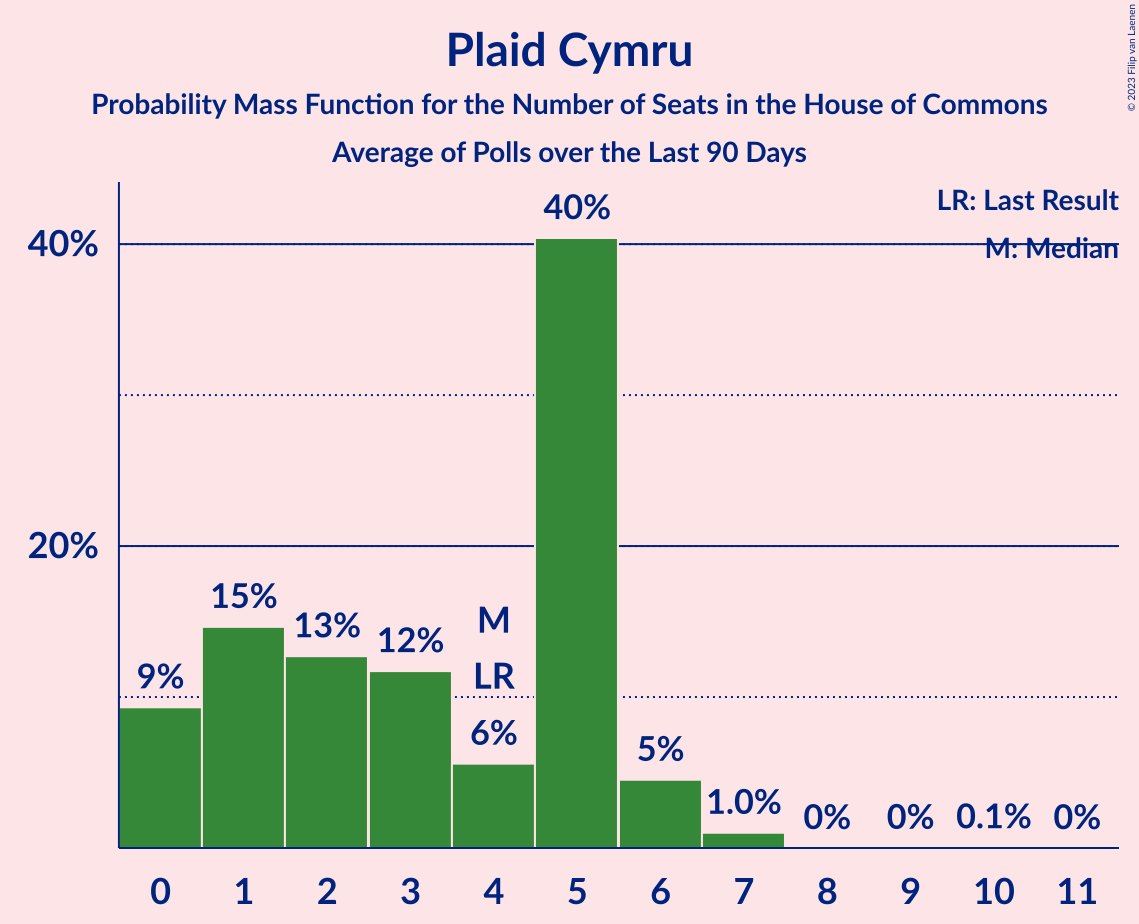 Plaid Cymru
Probability Mass Function for the Number of Seats in the House of Commons
Average of Polls over the Last 90 Days
© 2023 Filip van Laenen
LR: Last Result
M: Median
40%
20%
9%
15%
13%
12%
M
LR
6%
40%
5%
1.0%
0%
0%
0.1%
0%
0 1 2 3 4 5 6 7 8 9 10 11